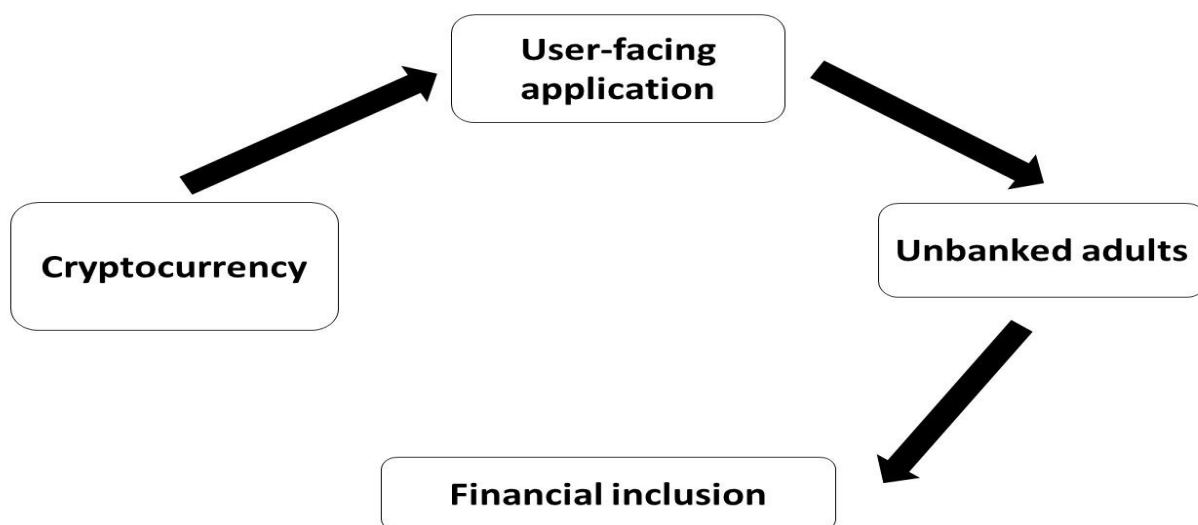 User-facing
application
Cryptocurrency
Unbanked adults
Financial inclusion